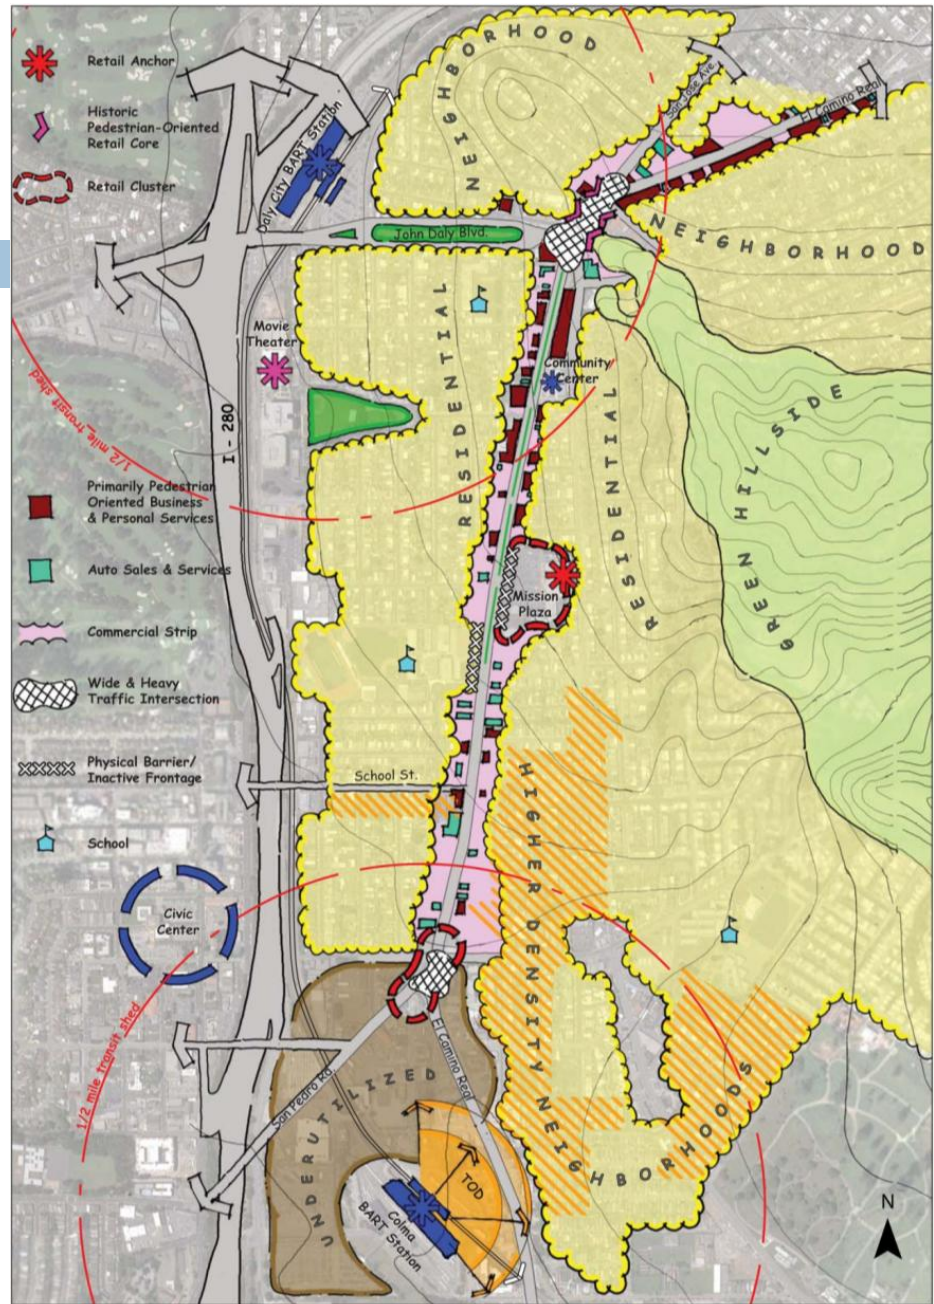 Retail Anchor
Historic
Pedestrian-Oriented
Retail Core
Retail Cluster
Daly City BART Station
NEIGHBORHOOD
San Jose Ave.
El Camino Real
John Daly Blvd.
NEIGHBORHOOD
Movie
Theater
RESIDENTIAL
Community
Center
1/2 mile transit shed
I - 280
RESIDENTIAL
GREEN HILLSIDE
Primarily Pedestrian
Oriented Business
& Personal Services
Auto Sales & Services
Mission
Plaza
Commercial Strip
Wide & Heavy
Traffic Intersection
Physical Barrier/
Inactive Frontage
School St.
School
HIGHER DENSITY NEIGHBORHOODS
Civic
Center
1/2 mile transit shed
San Pedro Rd
El Camino Real
UNDERUTILIZED
TOD
Colma
BART Station
N